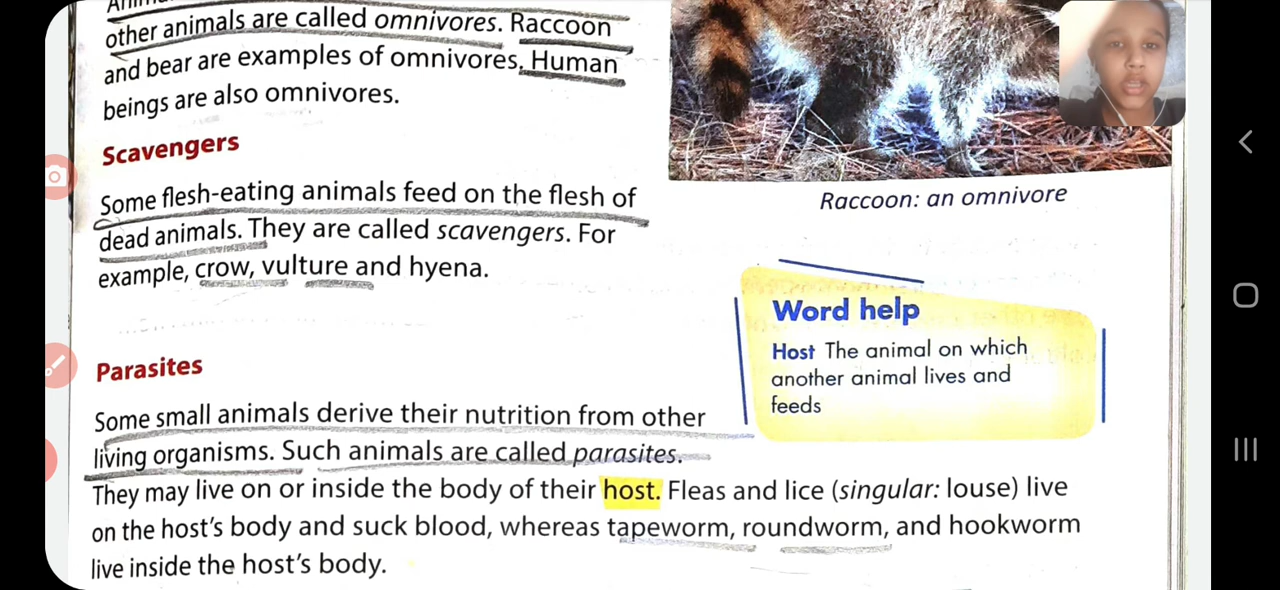 other animals are called omnivores. Raccoon
and bear are examples of omnivores. Human
beings are also omnivores.
Scavengers
Some flesh-eating animals feed on the flesh of
dead animals. They are called scavengers. For
example, crow, vulture and hyena.
Raccoon: an omnivore
Word help
Host The animal on which
another animal lives and
feeds
Parasites
Some small animals derive their nutrition from other
living organisms. Such animals are called parasites.
They may live on or inside the body of their host. Fleas and lice (singular: louse) live
on the host's body and suck blood, whereas tapeworm, roundworm, and hookworm
live inside the host's body.